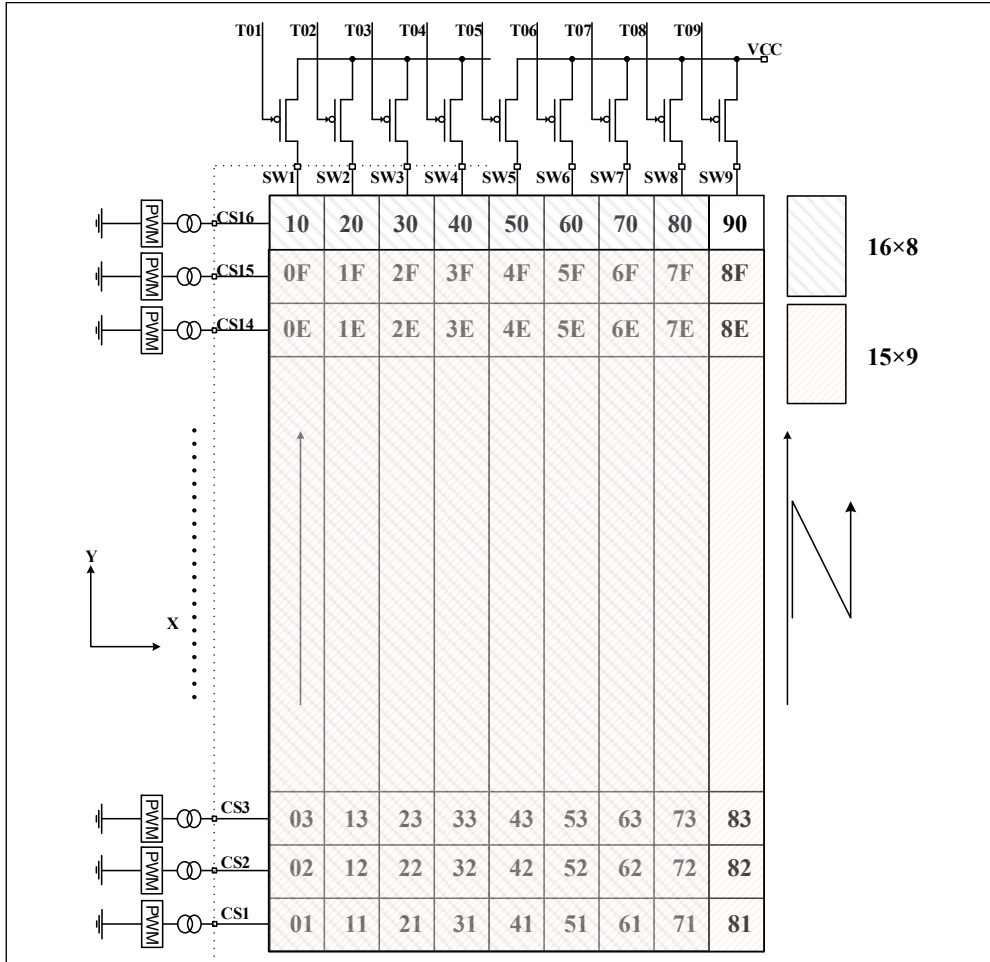 T01 T02 T03 T04 T05 T06 T07 T08 T09
VCC
SW1 SW2 SW3 SW4 SW5 SW6 SW7 SW8 SW9
PWM CS16 10 20 30 40 50 60 70 80 90
16×8
PWM CS15 0F 1F 2F 3F 4F 5F 6F 7F 8F
PWM CS14 0E 1E 2E 3E 4E 5E 6E 7E 8E
15×9
Y
X
PWM CS3 03 13 23 33 43 53 63 73 83
PWM CS2 02 12 22 32 42 52 62 72 82
PWM CS1 01 11 21 31 41 51 61 71 81